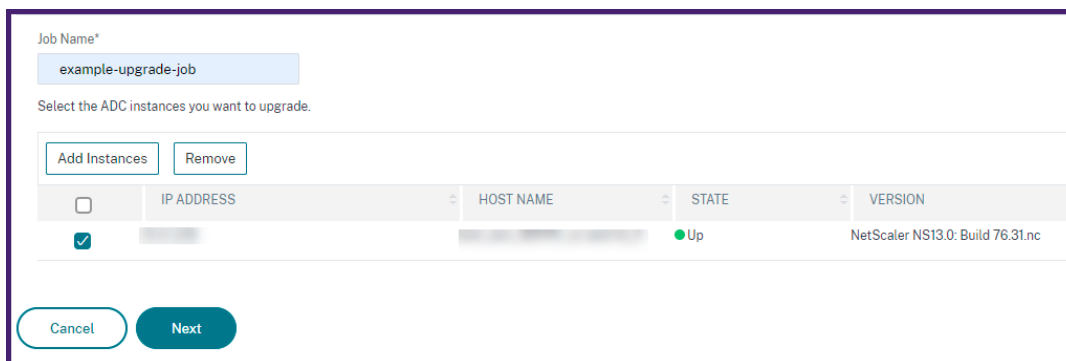 Job Name*
example-upgrade-job
Select the ADC instances you want to upgrade.
Add Instances Remove
IP ADDRESS HOST NAME STATE VERSION
Up NetScaler NS13.0: Build 76.31.nc
Cancel Next